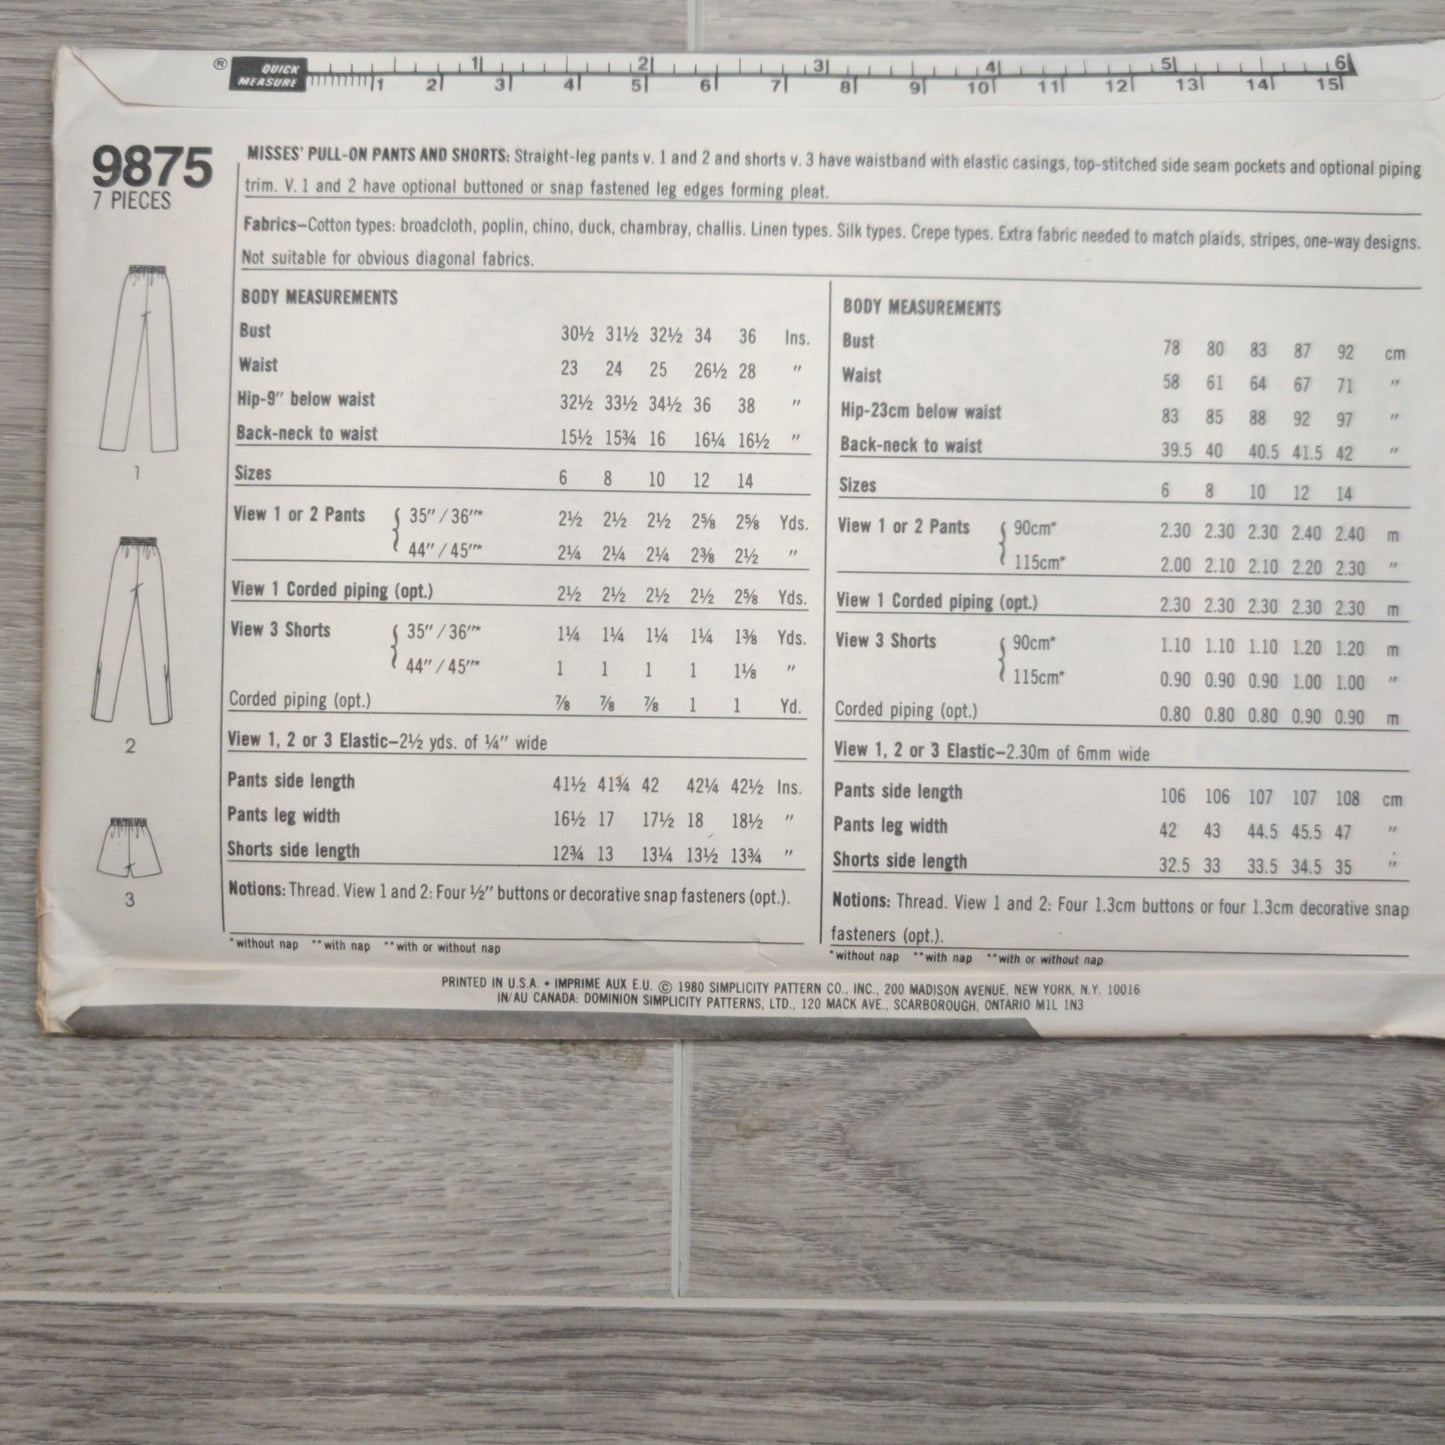 ® QUICK MEASURE 1 2 3 4 5 6
1 2 3 4 5 6 7 8 9 10 11 12 13 14 15
9875
7 PIECES
MISSES' PULL-ON PANTS AND SHORTS: Straight-leg pants v. 1 and 2 and shorts v. 3 have waistband with elastic casings, top-stitched side seam pockets and optional piping
trim. V. 1 and 2 have optional buttoned or snap fastened leg edges forming pleat.
Fabrics—Cotton types: broadcloth, poplin, chino, duck, chambray, challis. Linen types. Silk types. Crepe types. Extra fabric needed to match plaids, stripes, one-way designs.
Not suitable for obvious diagonal fabrics.
1
2
3
BODY MEASUREMENTS
Bust 30½ 31½ 32½ 34 36 Ins.
Waist 23 24 25 26½ 28 "
Hip-9" below waist 32½ 33½ 34½ 36 38 "
Back-neck to waist 15½ 15¾ 16 16¼ 16½ "
Sizes 6 8 10 12 14
View 1 or 2 Pants { 35"/36"* 2½ 2½ 2½ 2⅝ 2⅝ Yds.
44"/45"* 2¼ 2¼ 2¼ 2⅜ 2½ "
View 1 Corded piping (opt.) 2½ 2½ 2½ 2½ 2⅝ Yds.
View 3 Shorts { 35"/36"* 1¼ 1¼ 1¼ 1¼ 1⅜ Yds.
44"/45"* 1 1 1 1 1⅛ "
Corded piping (opt.) ⅞ ⅞ ⅞ 1 1 Yd.
View 1, 2 or 3 Elastic—2½ yds. of ¼" wide
Pants side length 41½ 41¾ 42 42¼ 42½ Ins.
Pants leg width 16½ 17 17½ 18 18½ "
Shorts side length 12¾ 13 13¼ 13½ 13¾ "
Notions: Thread. View 1 and 2: Four ½" buttons or decorative snap fasteners (opt.).
*without nap **with nap **with or without nap
BODY MEASUREMENTS
Bust 78 80 83 87 92 cm
Waist 58 61 64 67 71 "
Hip-23cm below waist 83 85 88 92 97 "
Back-neck to waist 39.5 40 40.5 41.5 42 "
Sizes 6 8 10 12 14
View 1 or 2 Pants { 90cm* 2.30 2.30 2.30 2.40 2.40 m
115cm* 2.00 2.10 2.10 2.20 2.30 "
View 1 Corded piping (opt.) 2.30 2.30 2.30 2.30 2.30 m
View 3 Shorts { 90cm* 1.10 1.10 1.10 1.20 1.20 m
115cm* 0.90 0.90 0.90 1.00 1.00 "
Corded piping (opt.) 0.80 0.80 0.80 0.90 0.90 m
View 1, 2 or 3 Elastic—2.30m of 6mm wide
Pants side length 106 106 107 107 108 cm
Pants leg width 42 43 44.5 45.5 47 "
Shorts side length 32.5 33 33.5 34.5 35 "
Notions: Thread. View 1 and 2: Four 1.3cm buttons or four 1.3cm decorative snap
fasteners (opt.).
*without nap **with nap **with or without nap
PRINTED IN U.S.A. • IMPRIME AUX E.U. © 1980 SIMPLICITY PATTERN CO., INC., 200 MADISON AVENUE, NEW YORK, N.Y. 10016
IN/AU CANADA: DOMINION SIMPLICITY PATTERNS, LTD., 120 MACK AVE., SCARBOROUGH, ONTARIO M1L 1N3